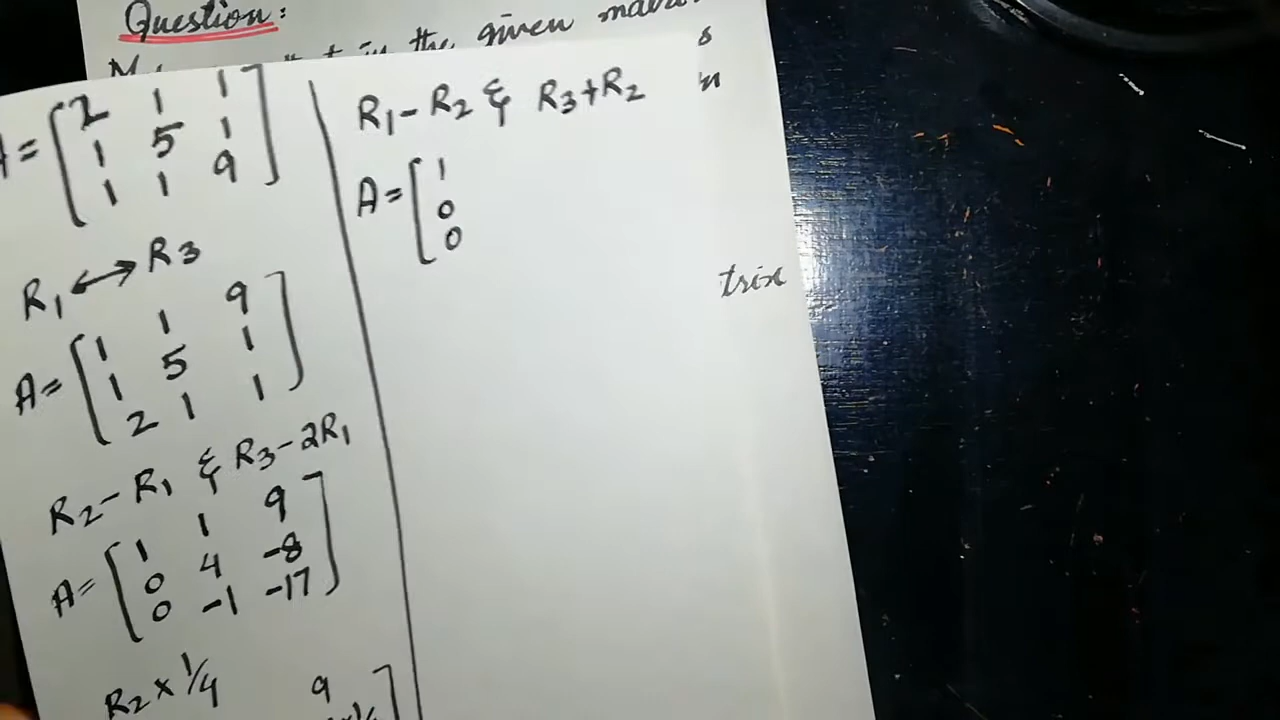 Question:
the given
A = [ 2 1 1
1 5 1
1 1 9 ]
R1 ↔ R3
A = [ 1 1 9
1 5 1
2 1 1 ]
R2 - R1 & R3 - 2R1
A = [ 1 1 9
0 4 -8
0 -1 -17 ]
R2 × 1/4
9
R1 - R2 & R3 + R2
A = [ 1
0
0
trix